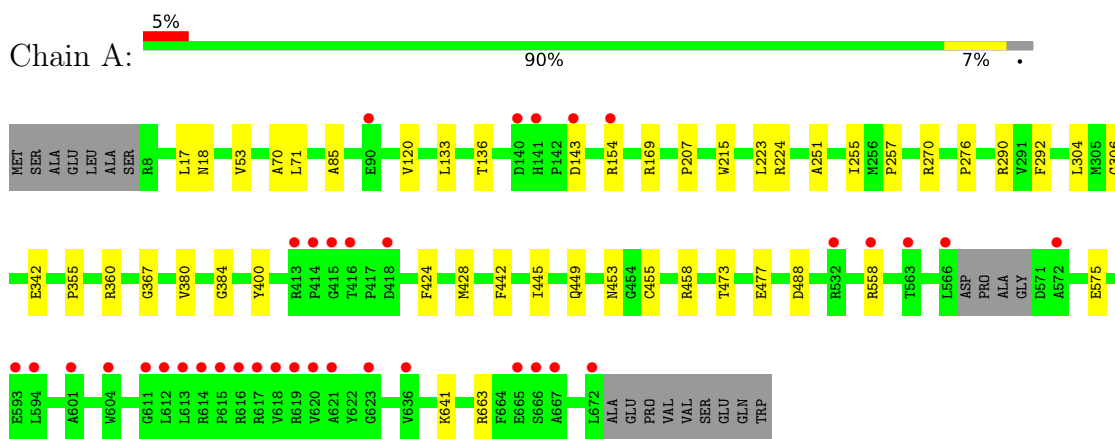 5%
Chain A:
90% 7% •
MET SER ALA GLU LEU ALA SER R8 L17 N18 V53 A70 L71 A85 E90 V120 L133 T136 D140 H141 P142 D143 R154 R169 P207 W215 L223 R224 A251 I255 M256 P257 R270 P276 R290 V291 F292 L304 M305 G306
E342 P355 R360 G367 V380 G384 Y400 R413 P414 G415 T416 P417 D418 F424 M428 F442 I445 Q449 N453 G454 C455 R458 T473 E477 D488 R532 R558 T563 L566 ASP PRO ALA GLY D571 A572 E575
E593 L594 A601 W604 G611 L612 L613 R614 P615 R616 R617 V618 R619 V620 A621 Y622 G623 V636 K641 R663 F664 E665 S666 A667 L672 ALA GLU PRO VAL VAL SER GLU GLN TRP